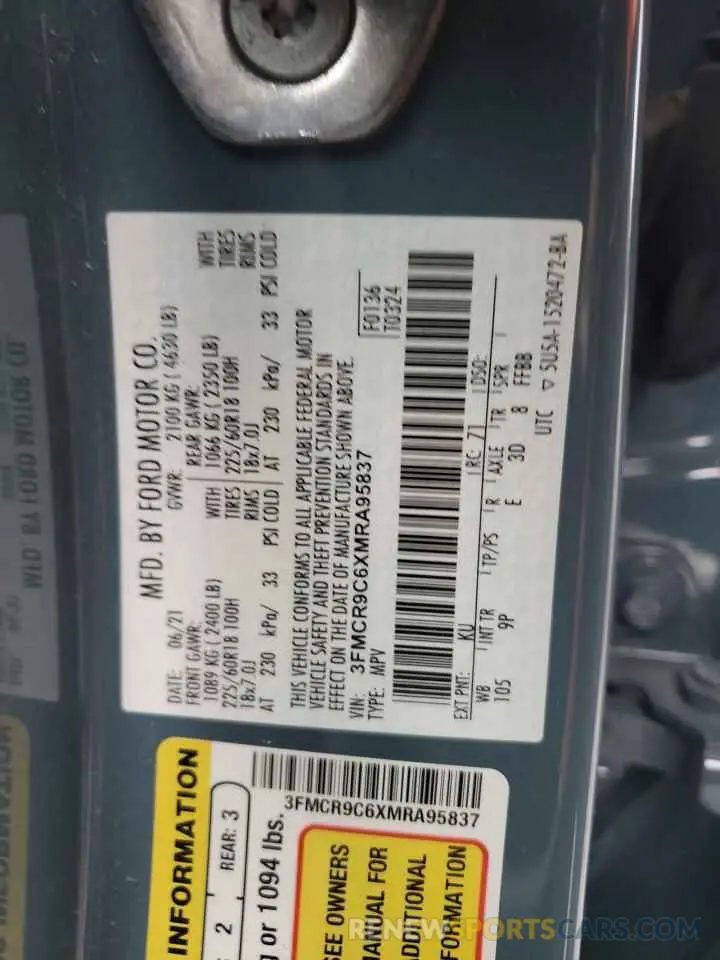 MFD. BY FORD MOTOR CO.
DATE: 06/21 GVWR: 2100 KG ( 4630 LB)
FRONT GAWR: REAR GAWR:
1089 KG ( 2400 LB) WITH 1066 KG ( 2350 LB) WITH
225/60R18 100H TIRES 225/60R18 100H TIRES
18x7.0J RIMS 18x7.0J RIMS
AT 230 kPa/ 33 PSI COLD AT 230 kPa/ 33 PSI COLD
THIS VEHICLE CONFORMS TO ALL APPLICABLE FEDERAL MOTOR
VEHICLE SAFETY AND THEFT PREVENTION STANDARDS IN
EFFECT ON THE DATE OF MANUFACTURE SHOWN ABOVE.
VIN: 3FMCR9C6XMRA95837
TYPE: MPV
F0136
T0324
EXT PNT: KU RC: 71 DSO:
WB INT TR TP/PS R AXLE TR SPR
105 9P E 3D 8 FFBB
UTC ▽ 5U5A-1520472-BA
INFORMATION
2 REAR: 3
or 1094 lbs.
3FMCR9C6XMRA95837
SEE OWNERS
MANUAL FOR
ADDITIONAL
INFORMATION
RENEWSPORTSCARS.COM